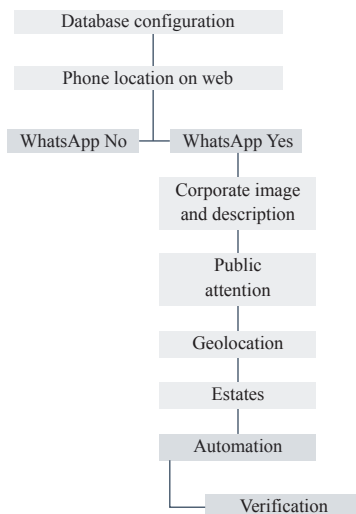 Database configuration
Phone location on web
WhatsApp No
WhatsApp Yes
Corporate image
and description
Public
attention
Geolocation
Estates
Automation
Verification